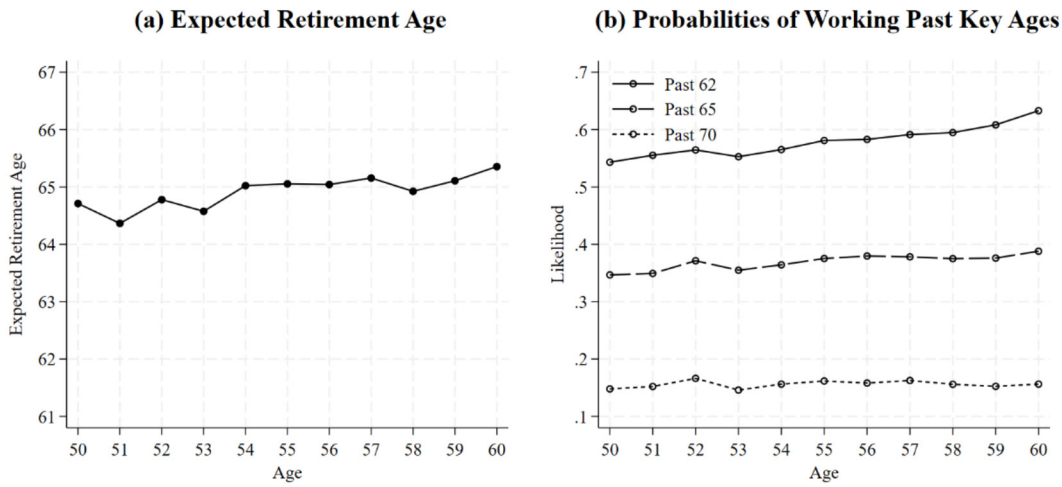 (a) Expected Retirement Age
67
66
65
64
63
62
61
Expected Retirement Age
50 51 52 53 54 55 56 57 58 59 60
Age
(b) Probabilities of Working Past Key Ages
.7
.6
.5
.4
.3
.2
.1
Likelihood
Past 62
Past 65
Past 70
50 51 52 53 54 55 56 57 58 59 60
Age